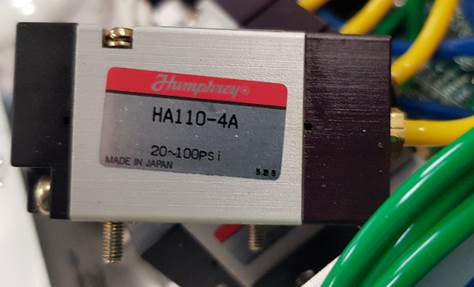 Humphrey®
HA110-4A
20~100psi
MADE IN JAPAN